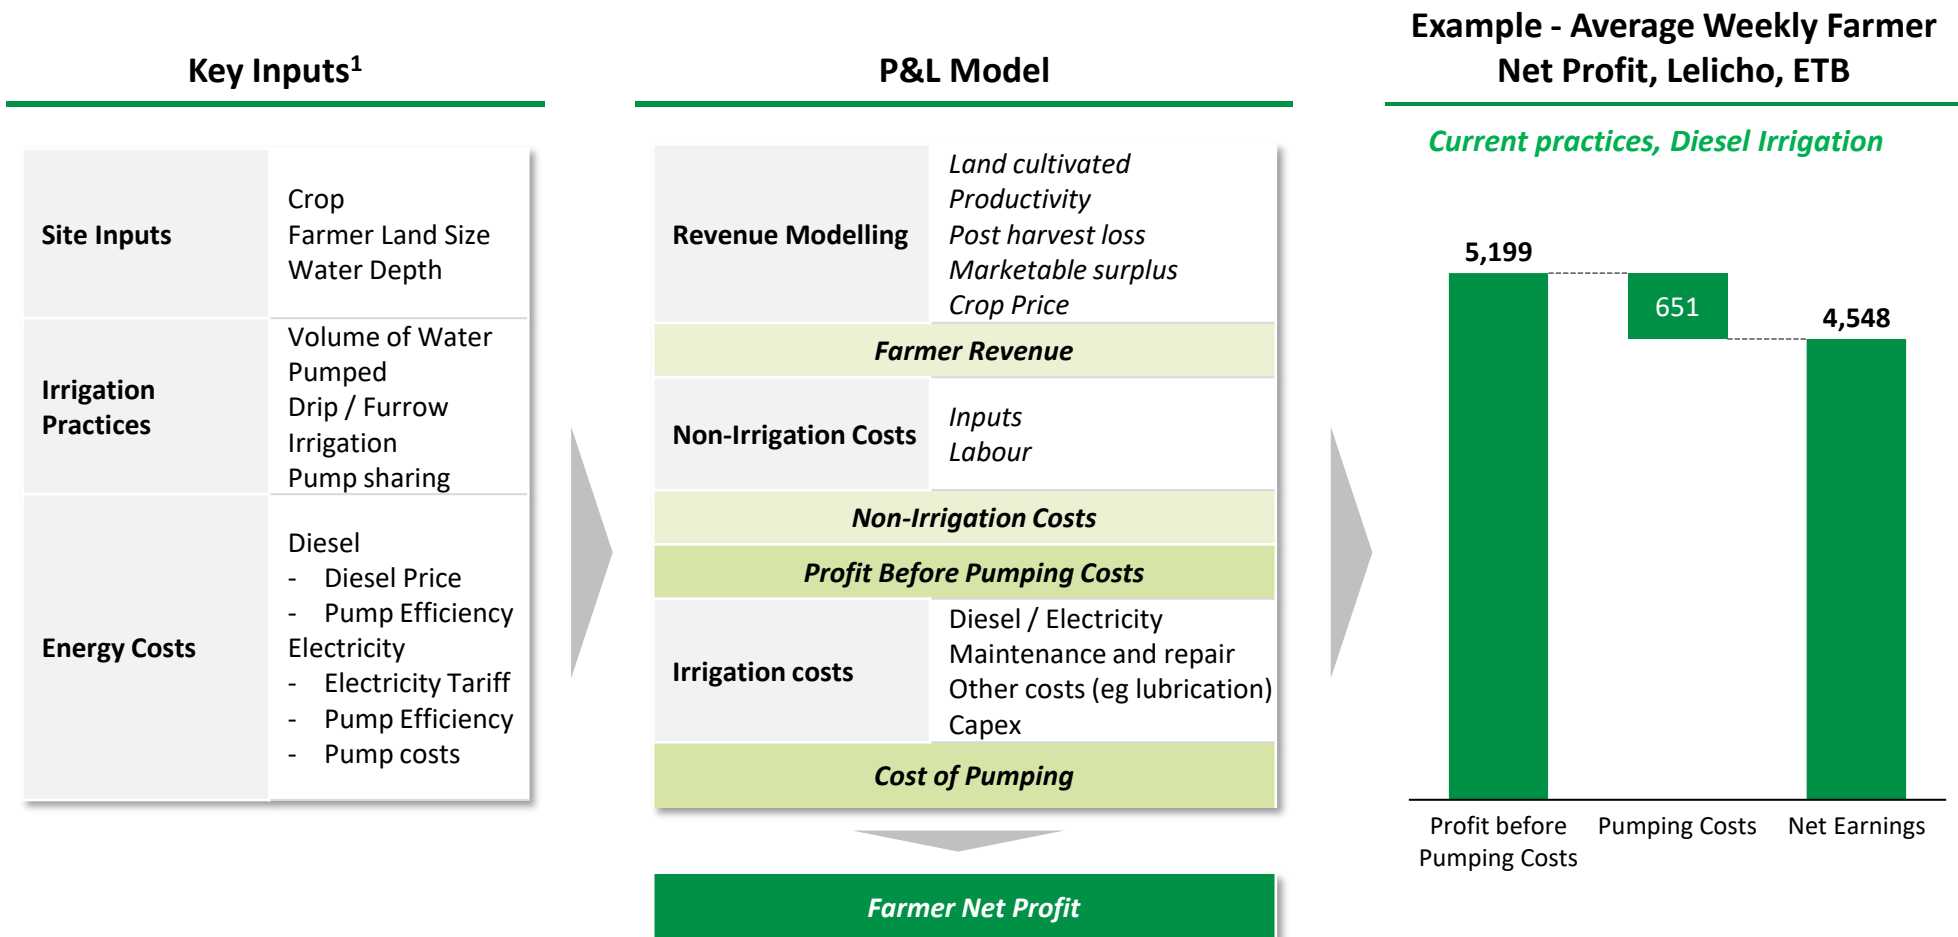 Key Inputs1
Site Inputs
Crop
Farmer Land Size
Water Depth
Irrigation
Practices
Volume of Water
Pumped
Drip / Furrow
Irrigation
Pump sharing
Energy Costs
Diesel
- Diesel Price
- Pump Efficiency
Electricity
- Electricity Tariff
- Pump Efficiency
- Pump costs
P&L Model
Revenue Modelling
Land cultivated
Productivity
Post harvest loss
Marketable surplus
Crop Price
Farmer Revenue
Non-Irrigation Costs
Inputs
Labour
Non-Irrigation Costs
Profit Before Pumping Costs
Irrigation costs
Diesel / Electricity
Maintenance and repair
Other costs (eg lubrication)
Capex
Cost of Pumping
Farmer Net Profit
Example - Average Weekly Farmer
Net Profit, Lelicho, ETB
Current practices, Diesel Irrigation
5,199
651
4,548
Profit before
Pumping Costs
Pumping Costs
Net Earnings